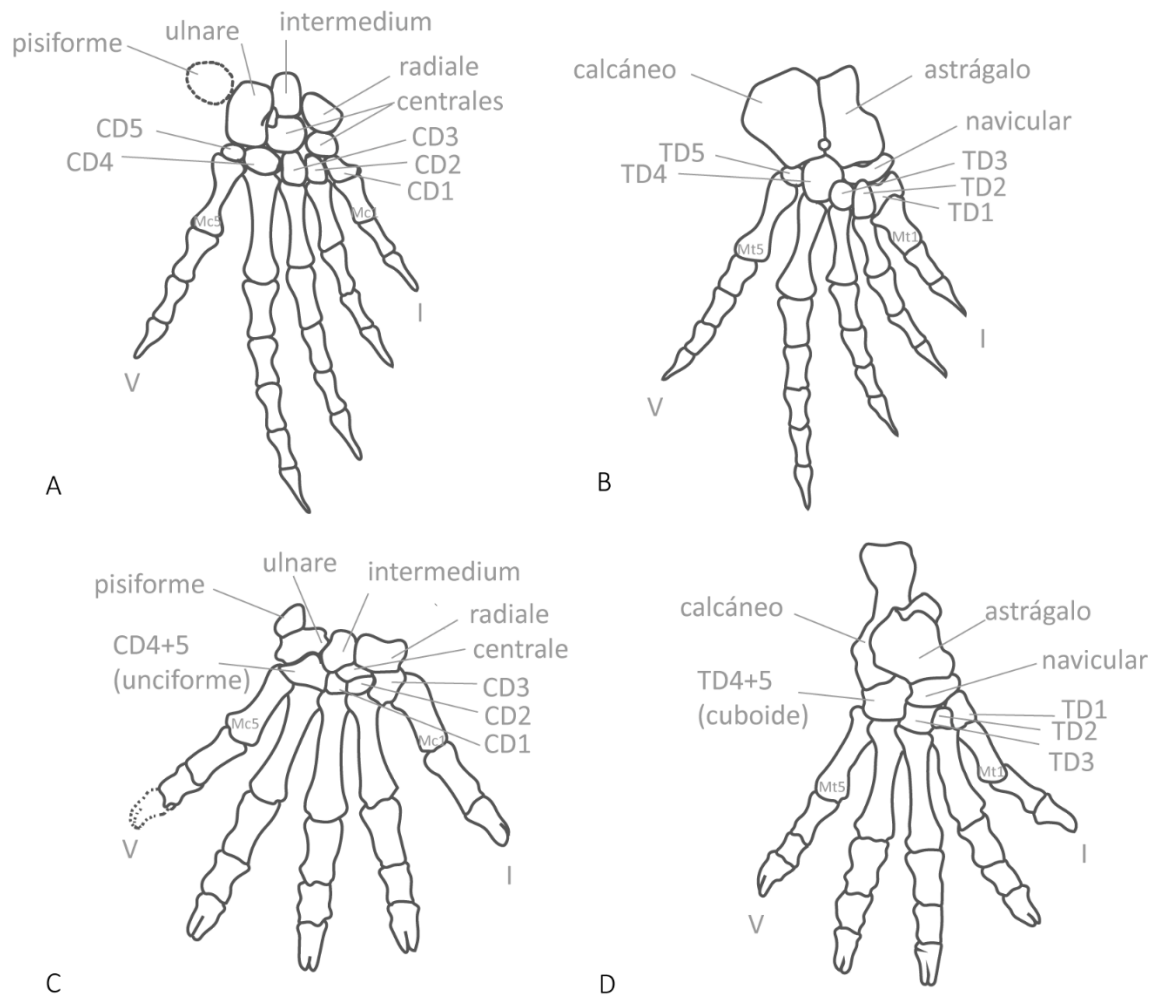 pisiforme
ulnare
intermedium
radiale
centrales
CD5
CD4
CD3
CD2
CD1
Mc5
Mc1
I
V
A
calcáneo
astrágalo
navicular
TD5
TD4
TD3
TD2
TD1
Mt5
Mt1
I
V
B
pisiforme
ulnare
intermedium
radiale
centrale
CD4+5
(unciforme)
CD3
CD2
CD1
Mc5
Mc1
V
I
C
calcáneo
astrágalo
navicular
TD4+5
(cuboide)
TD1
TD2
TD3
Mt5
Mt1
I
V
D